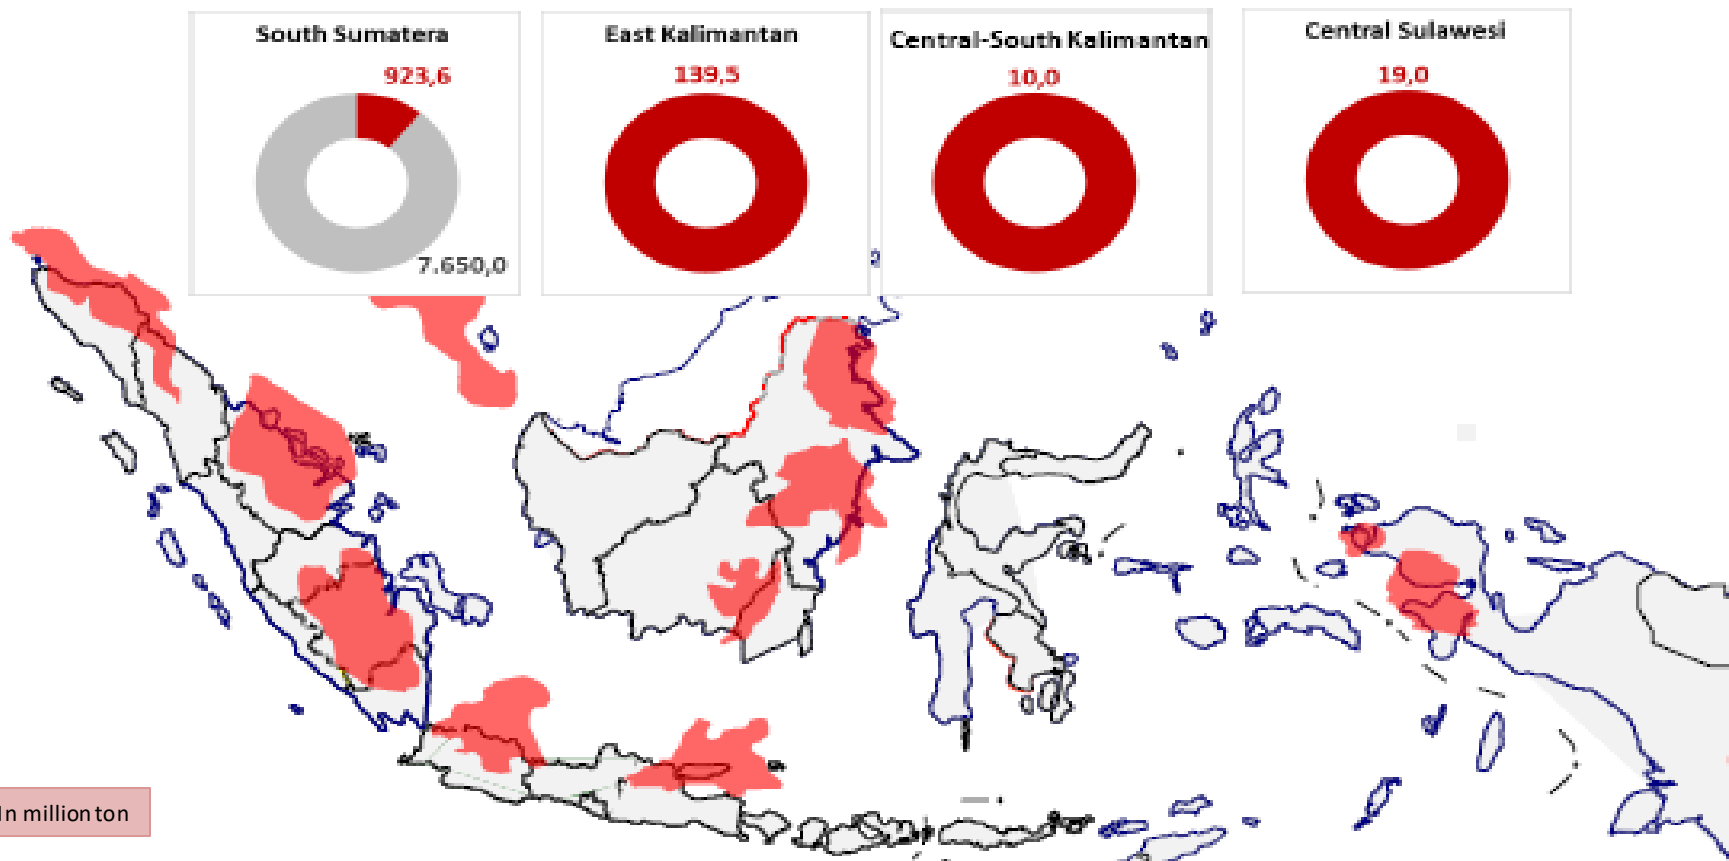 South Sumatera
923,6
7.650,0
East Kalimantan
139,5
Central-South Kalimantan
10,0
Central Sulawesi
19,0
In million ton